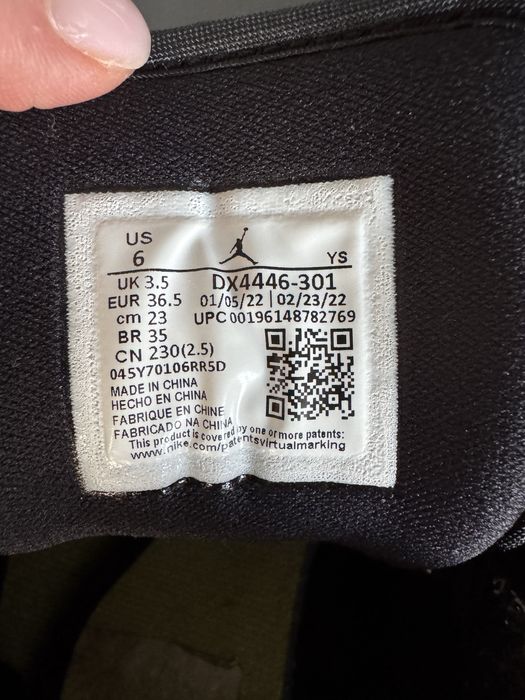 US
6 YS
UK 3.5 DX4446-301
EUR 36.5 01/05/22 | 02/23/22
cm 23 UPC 00196148782769
BR 35
CN 230(2.5)
045Y70106RR5D
MADE IN CHINA
HECHO EN CHINA
FABRIQUE EN CHINE
FABRICADO NA CHINA
This product is covered by one or more patents:
www.nike.com/patentsvirtualmarking